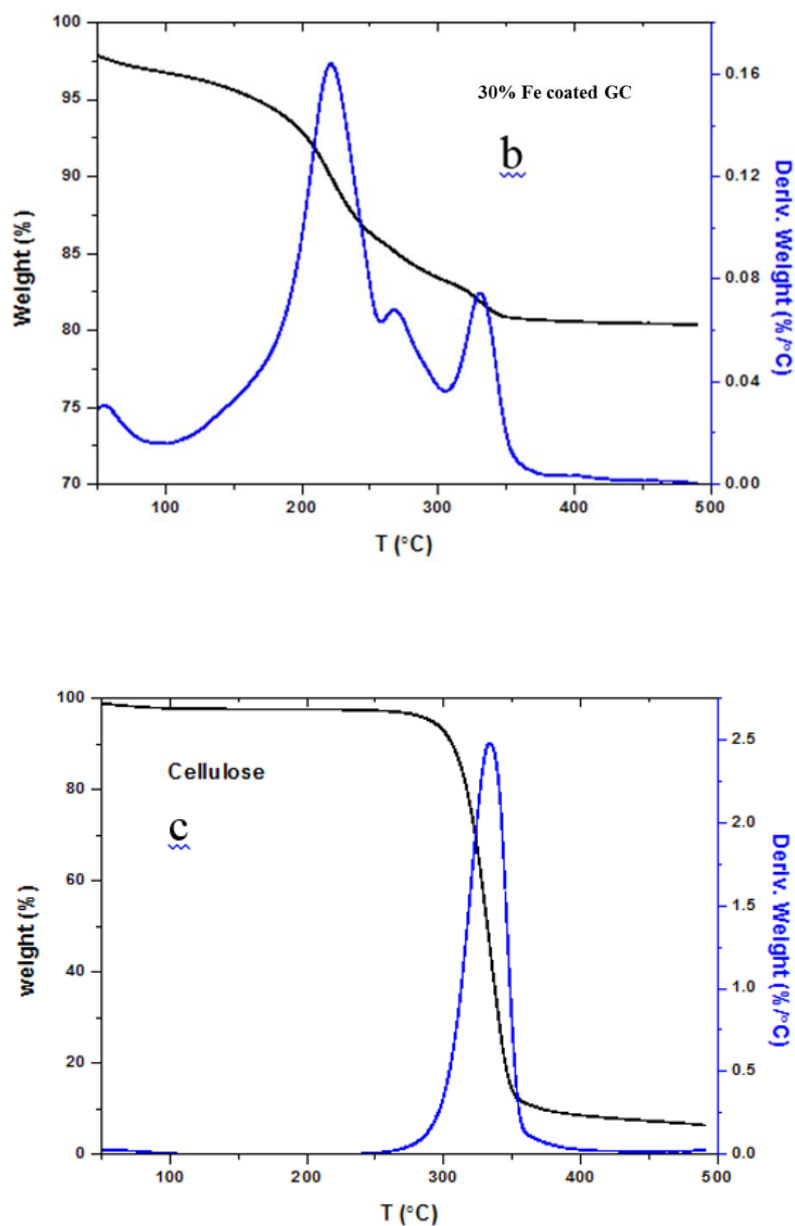 100
95
90
85
80
75
70
Weight (%)
30% Fe coated GC
b
0.16
0.12
0.08
0.04
0.00
Deriv. Weight (%/°C)
100 200 300 400 500
T (°C)
100
80
60
40
20
0
weight (%)
Cellulose
c
2.5
2.0
1.5
1.0
0.5
0.0
Deriv. Weight (%/°C)
100 200 300 400 500
T (°C)